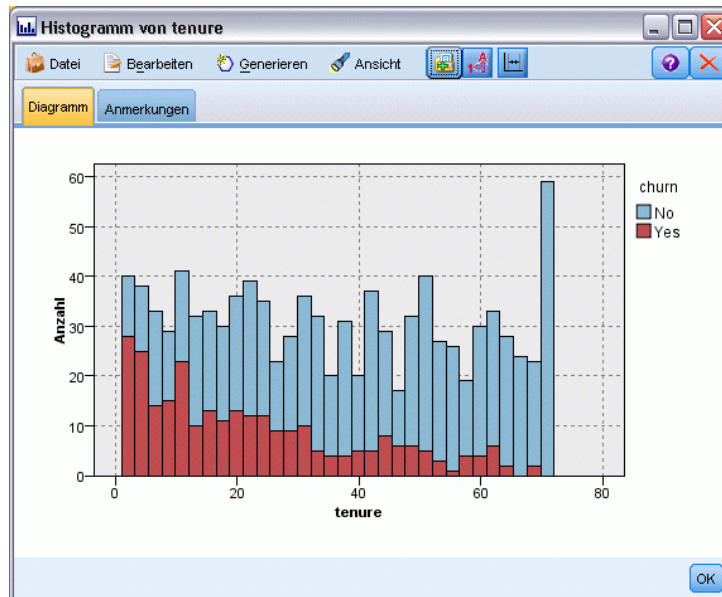 Histogramm von tenure
Datei Bearbeiten Generieren Ansicht
Diagramm Anmerkungen
churn
No
Yes
Anzahl
60
50
40
30
20
10
0
0 20 40 60 80
tenure
OK